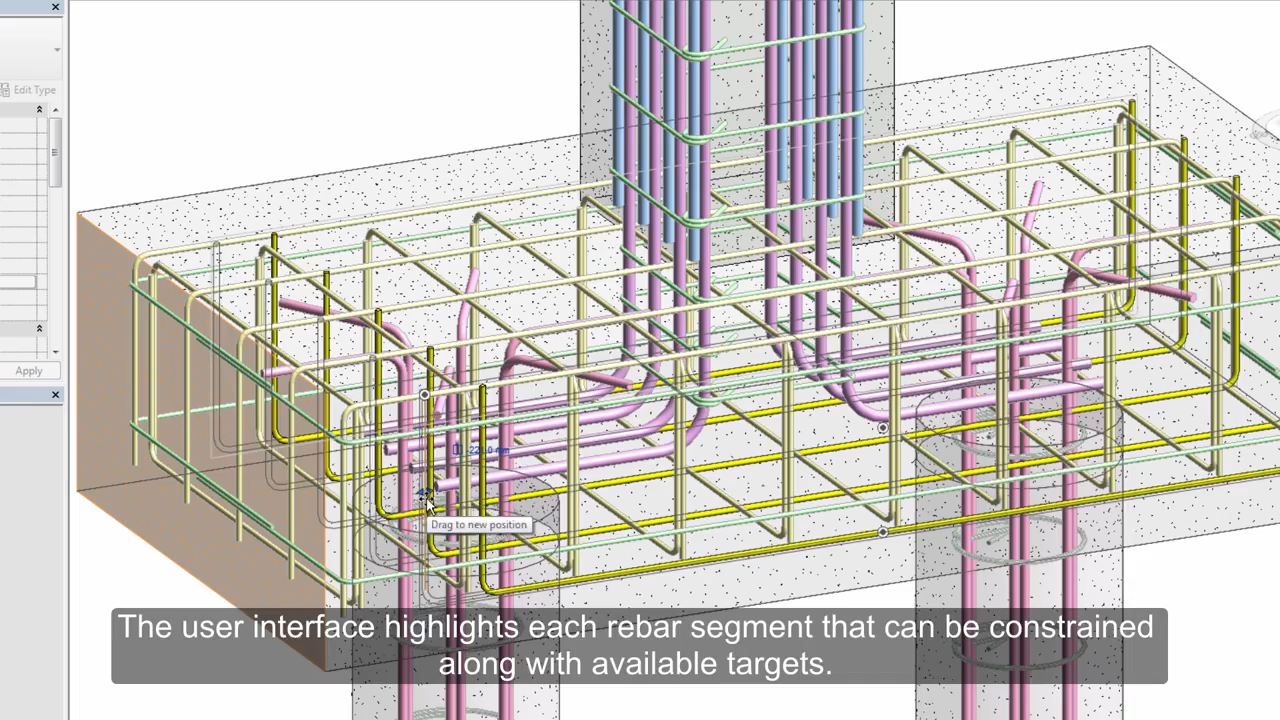 Edit Type
Apply
Drag to new position
The user interface highlights each rebar segment that can be constrained
along with available targets.